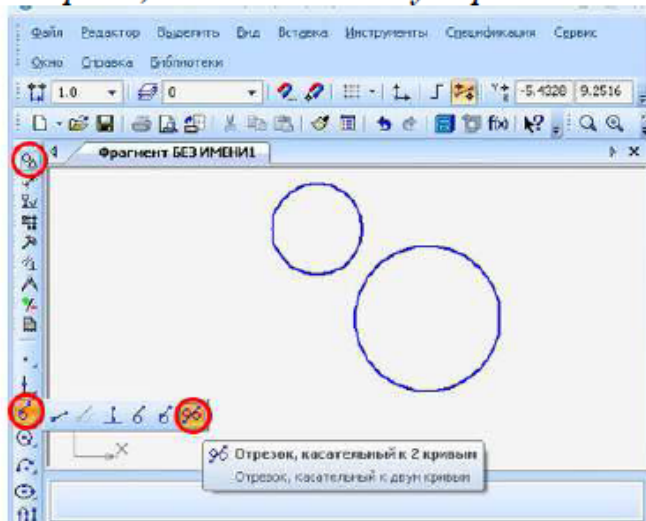 Файл Редактор Выделить Вид Вставка Инструменты Спецификация Сервис
Окно Справка Библиотеки
1.0 0 -5.4320 9.2516
f(x)
Фрагмент БЕЗ ИМЕНИ1
X
Отрезок, касательный к 2 кривым
Отрезок, касательный к двум кривым